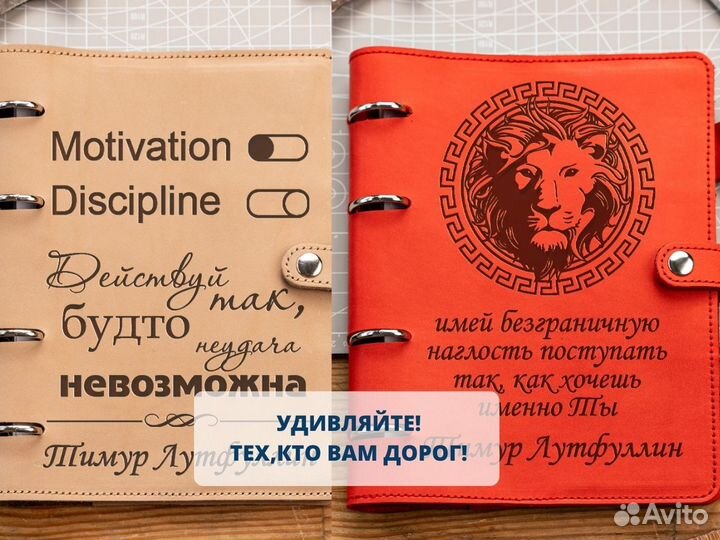 Motivation
Discipline
Действуй
так,
будто
неудача
невозможна
Тимур Лутфуллин
имей безграничную
наглость поступать
так, как хочешь
именно Ты
Тимур Лутфуллин
УДИВЛЯЙТЕ!
ТЕХ,КТО ВАМ ДОРОГ!
Avito